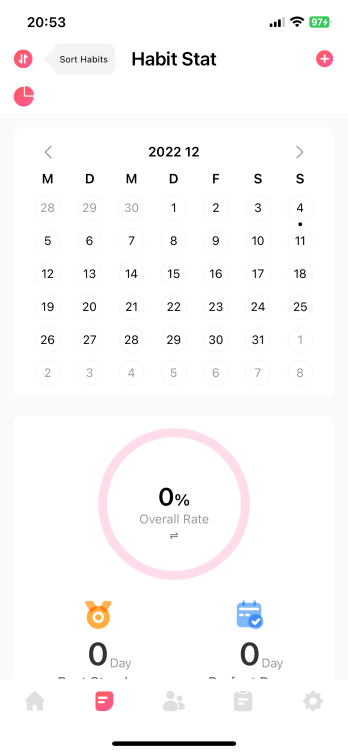 20:53
97
Sort Habits
Habit Stat
2022 12
M D M D F S S
28 29 30 1 2 3 4
5 6 7 8 9 10 11
12 13 14 15 16 17 18
19 20 21 22 23 24 25
26 27 28 29 30 31 1
2 3 4 5 6 7 8
0%
Overall Rate
0 Day
0 Day